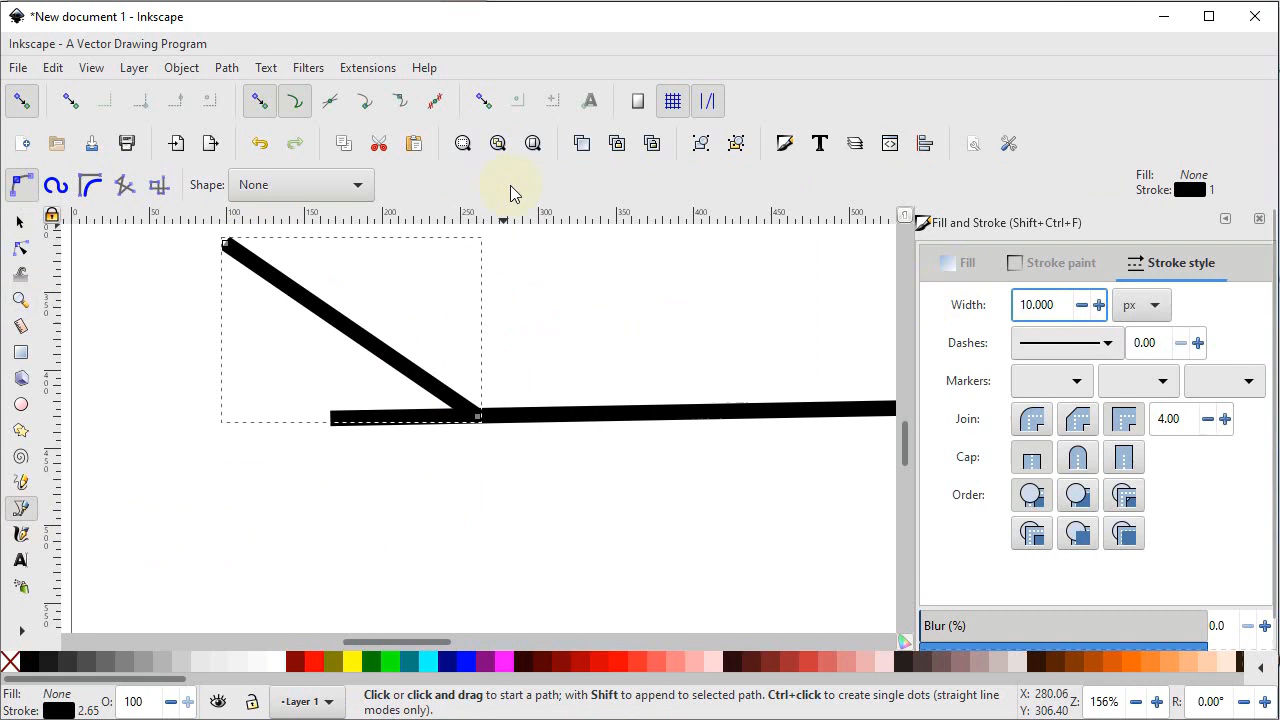 *New document 1 - Inkscape
Inkscape - A Vector Drawing Program
File Edit View Layer Object Path Text Filters Extensions Help
Shape: None
Fill: None
Stroke: 1
0 50 100 150 200 250 300 350 400 450 500
Fill and Stroke (Shift+Ctrl+F)
Fill Stroke paint Stroke style
Width: 10.000 px
Dashes: 0.00
Markers:
Join: 4.00
Cap:
Order:
Blur (%) 0.0
Fill: None
Stroke: 2.65
O: 100
-Layer 1
Click or click and drag to start a path; with Shift to append to selected path. Ctrl+click to create single dots (straight line modes only).
X: 280.06
Y: 306.40
Z: 156%
R: 0.00°